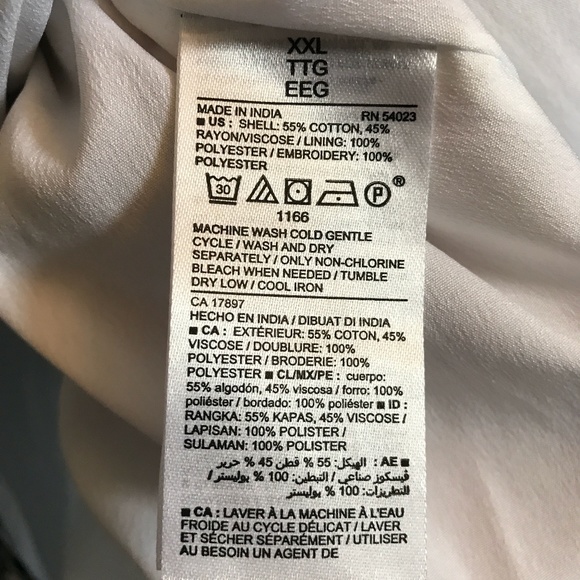 XXL
TTG
EEG
MADE IN INDIA RN 54023
■ US : SHELL: 55% COTTON, 45%
RAYON/VISCOSE / LINING: 100%
POLYESTER / EMBROIDERY: 100%
POLYESTER
30 P ®
1166
MACHINE WASH COLD GENTLE
CYCLE / WASH AND DRY
SEPARATELY / ONLY NON-CHLORINE
BLEACH WHEN NEEDED / TUMBLE
DRY LOW / COOL IRON
CA 17897
HECHO EN INDIA / DIBUAT DI INDIA
■ CA : EXTÉRIEUR: 55% COTON, 45%
VISCOSE / DOUBLURE: 100%
POLYESTER / BRODERIE: 100%
POLYESTER ■ CL/MX/PE : cuerpo:
55% algodón, 45% viscosa / forro: 100%
poliéster / bordado: 100% poliéster ■ ID :
RANGKA: 55% KAPAS, 45% VISCOSE /
LAPISAN: 100% POLISTER /
SULAMAN: 100% POLISTER
■ AE : الهيكل: 55 % قطن 45 % حرير
فيسكوز صناعي / التبطين: 100 % بوليستر /
للتطريزات: 100 % بوليستر
■ CA : LAVER À LA MACHINE À L'EAU
FROIDE AU CYCLE DÉLICAT / LAVER
ET SÉCHER SÉPARÉMENT / UTILISER
AU BESOIN UN AGENT DE